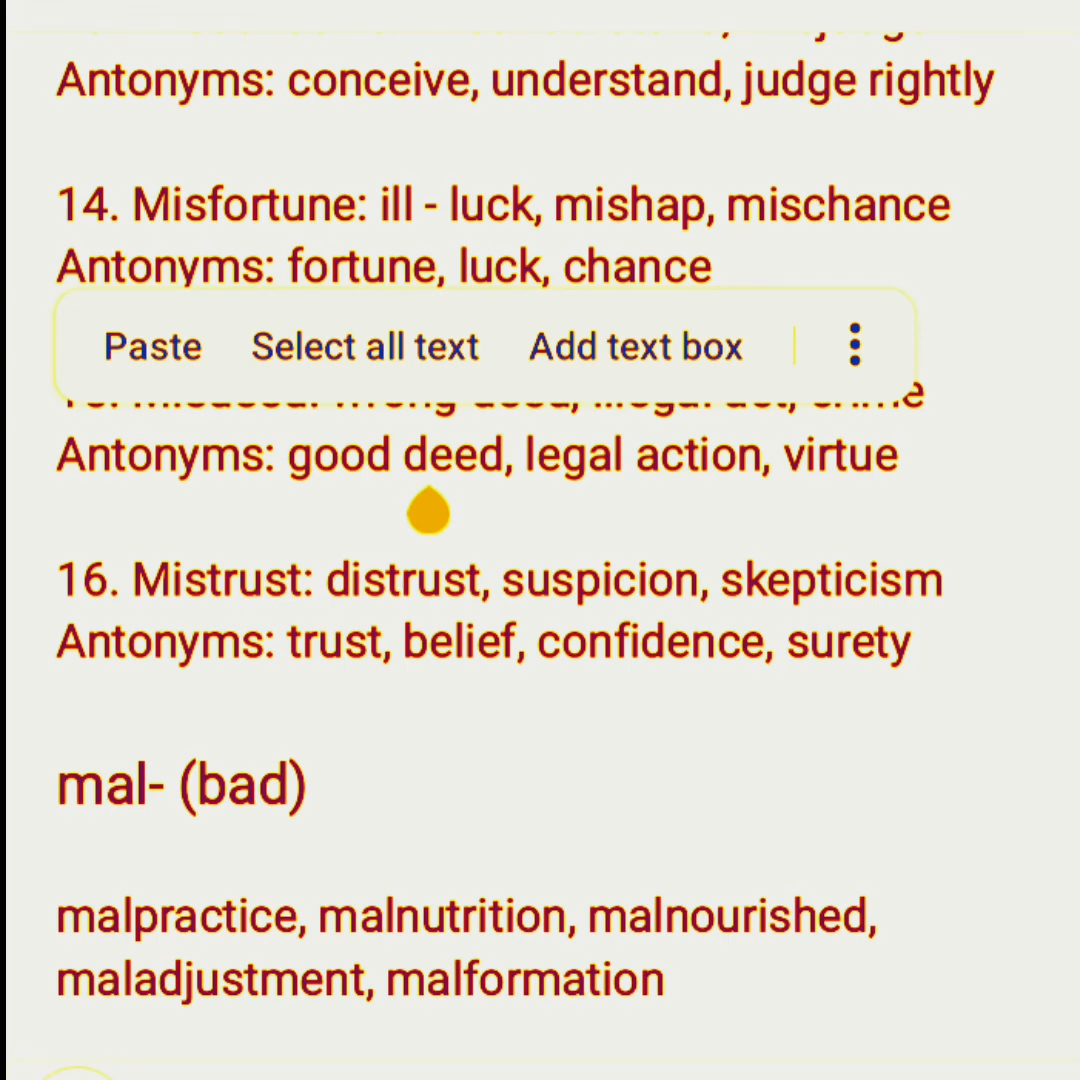 Antonyms: conceive, understand, judge rightly
14. Misfortune: ill - luck, mishap, mischance
Antonyms: fortune, luck, chance
Paste Select all text Add text box
Antonyms: good deed, legal action, virtue
16. Mistrust: distrust, suspicion, skepticism
Antonyms: trust, belief, confidence, surety
mal- (bad)
malpractice, malnutrition, malnourished,
maladjustment, malformation